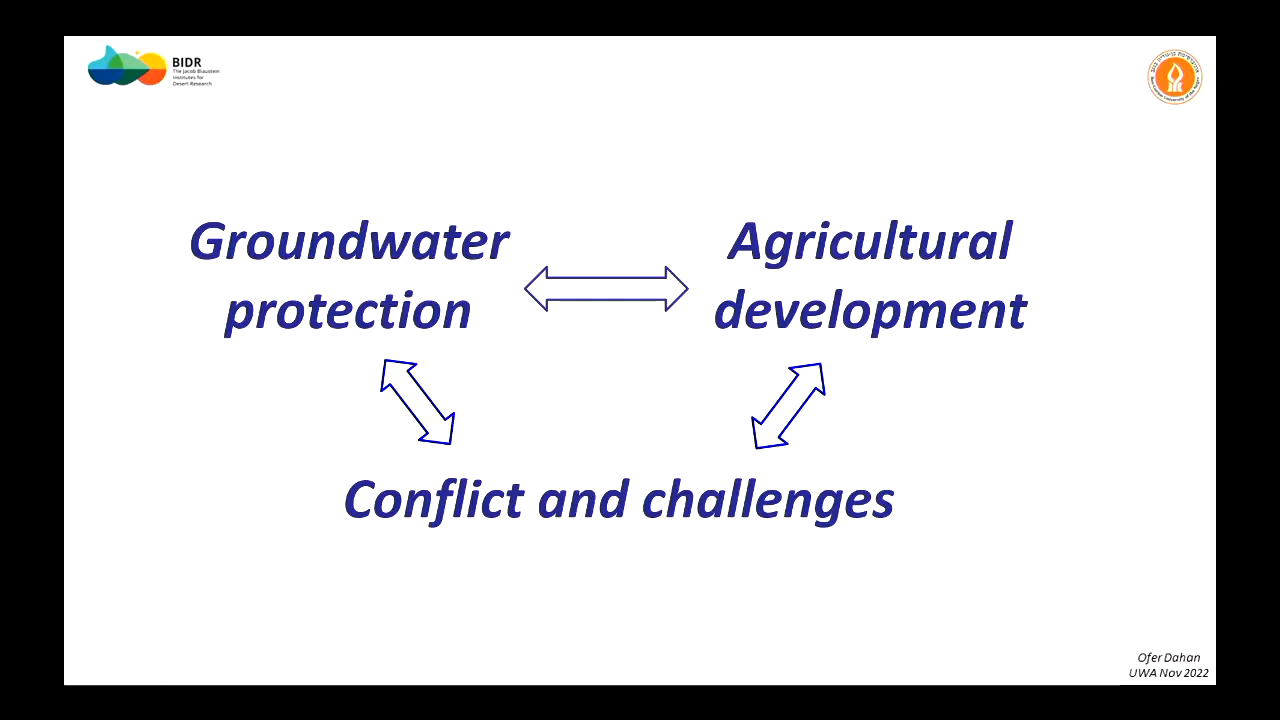 BIDR
The Jacob Blaustein
Institutes for
Desert Research
Groundwater
protection
Agricultural
development
Conflict and challenges
Ofer Dahan
UWA Nov 2022